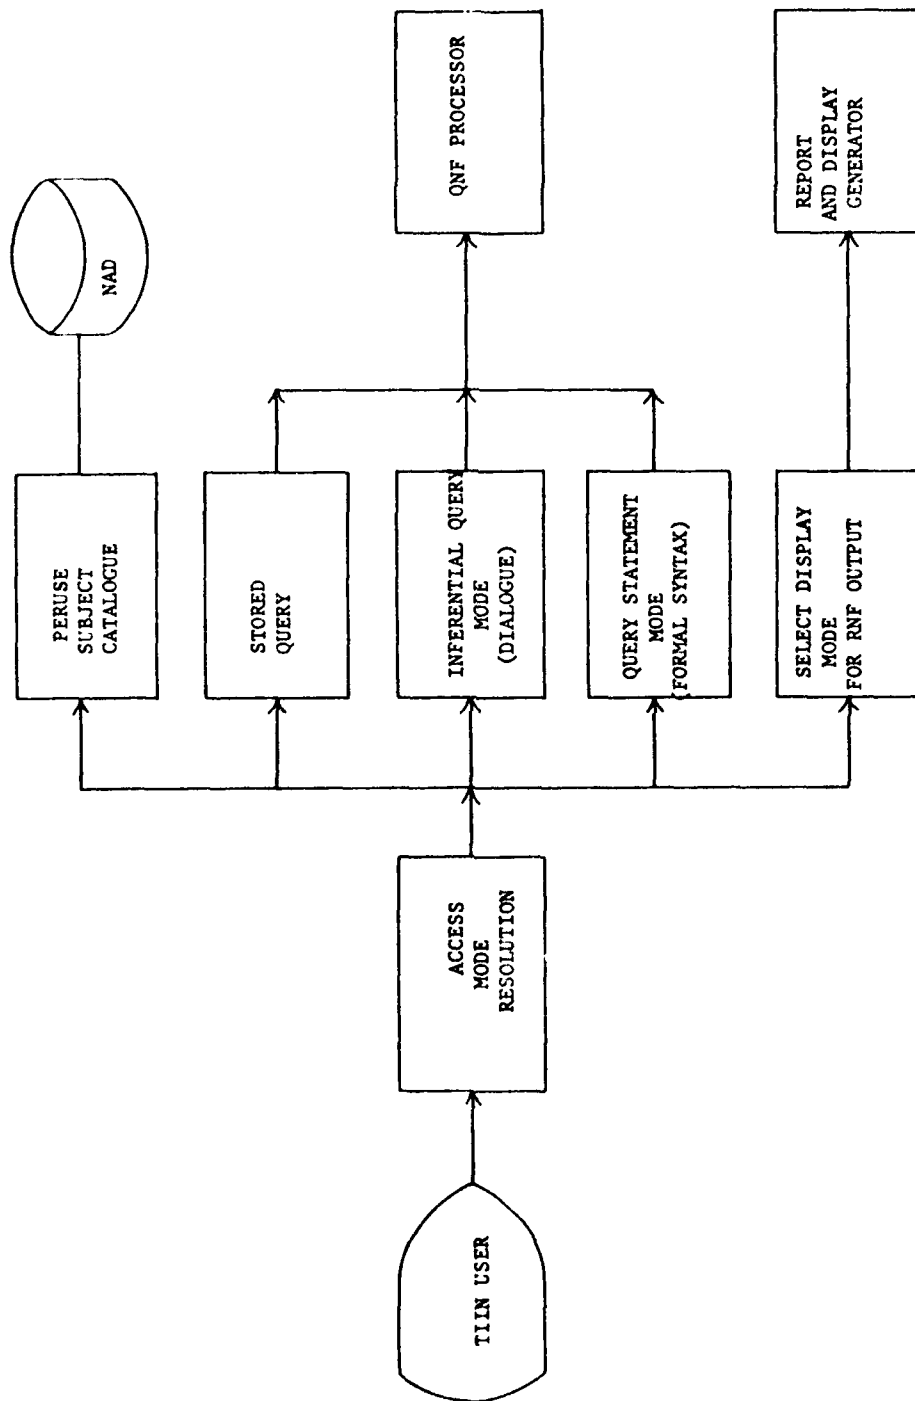 TIIN USER
ACCESS
MODE
RESOLUTION
PERUSE
SUBJECT
CATALOGUE
NAD
STORED
QUERY
INFERENTIAL QUERY
MODE
(DIALOGUE)
QUERY STATEMENT
MODE
(FORMAL SYNTAX)
QNF PROCESSOR
SELECT DISPLAY
MODE
FOR RNF OUTPUT
REPORT
AND DISPLAY
GENERATOR